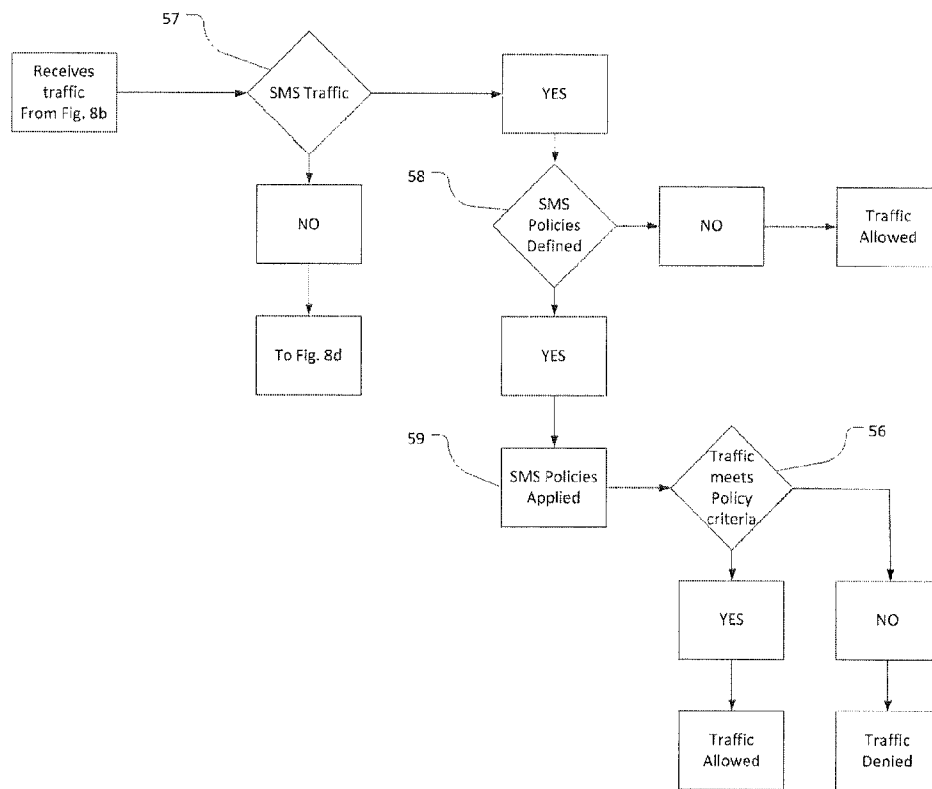 57
Receives
traffic
From Fig. 8b
SMS Traffic
YES
58
NO
SMS
Policies
Defined
NO
Traffic
Allowed
To Fig. 8d
YES
59
56
SMS Policies
Applied
Traffic
meets
Policy
criteria
YES
NO
Traffic
Allowed
Traffic
Denied